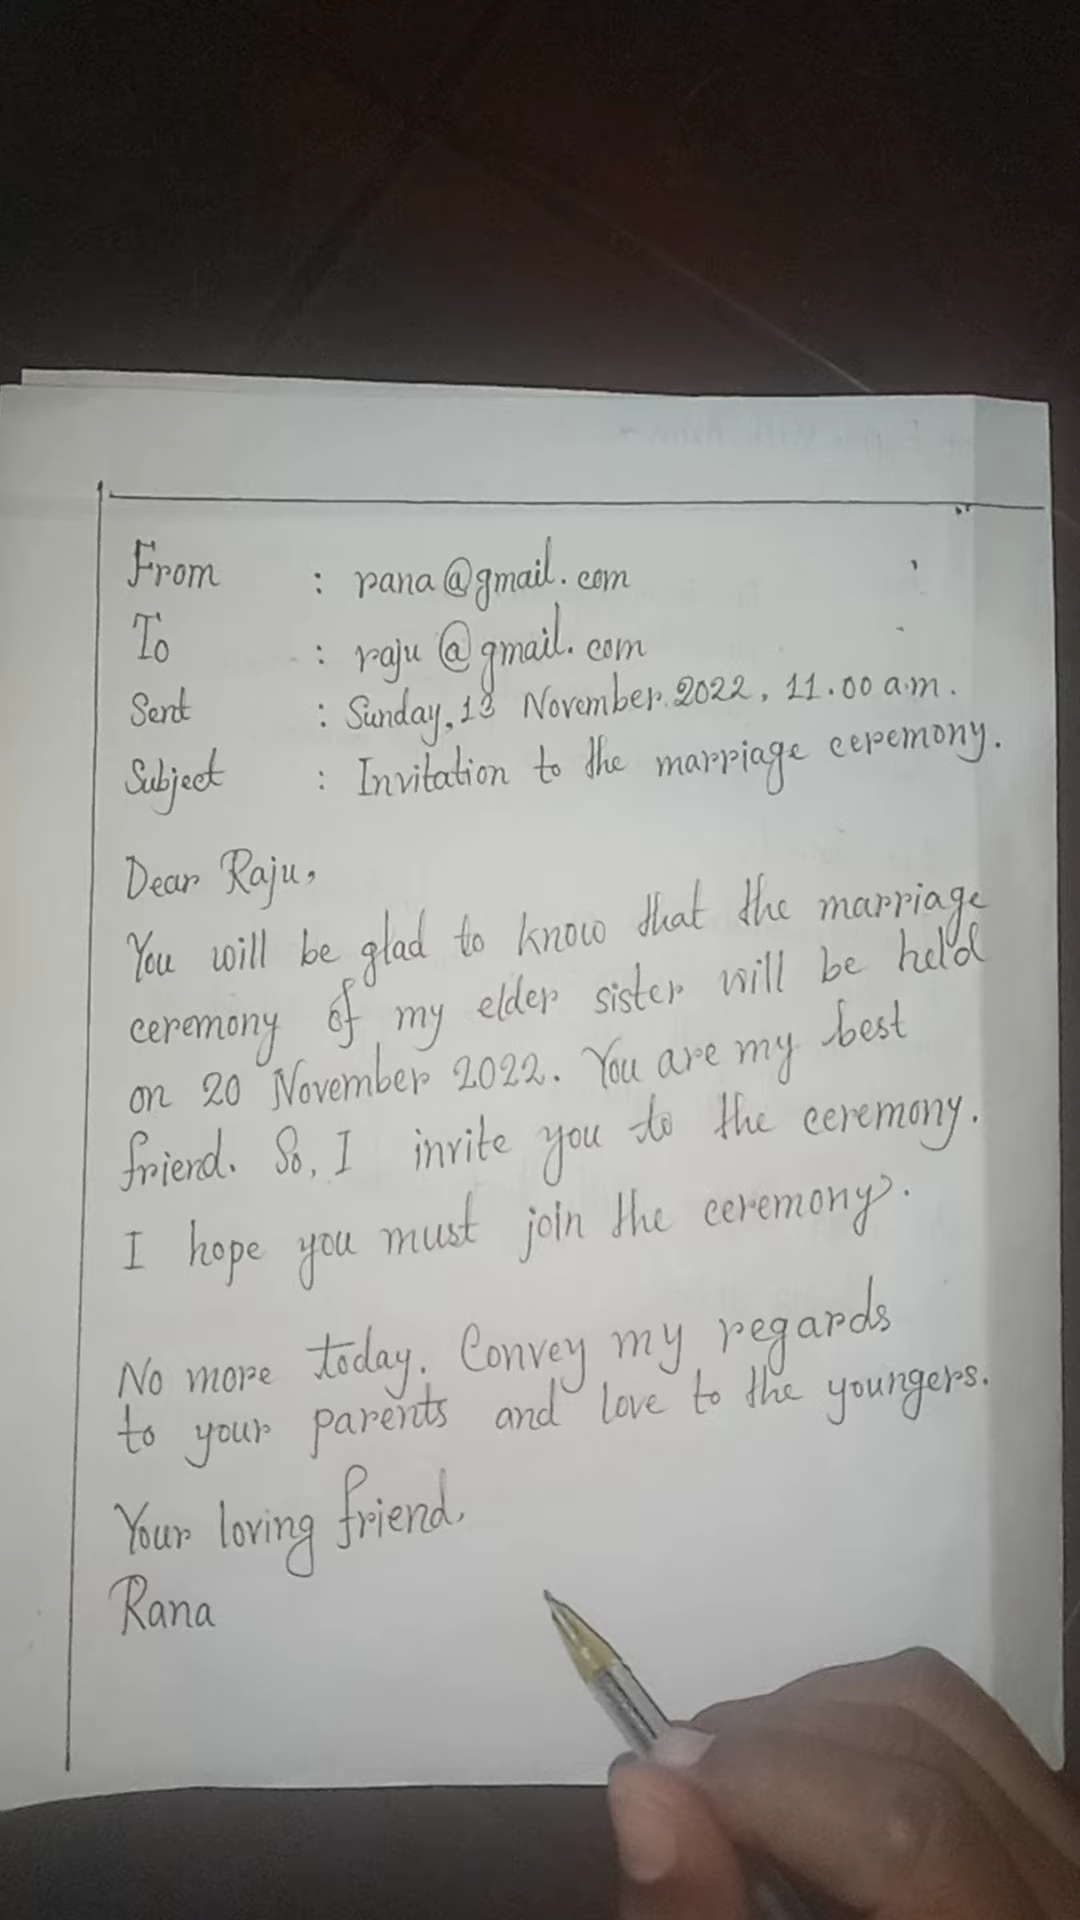 From : rana@gmail.com
To : raju@gmail.com
Sent : Sunday, 13 November 2022, 11.00 a.m.
Subject : Invitation to the marriage ceremony.
Dear Raju,
You will be glad to know that the marriage
ceremony of my elder sister will be held
on 20 November 2022. You are my best
friend. So, I invite you to the ceremony.
I hope you must join the ceremony.
No more today. Convey my regards
to your parents and love to the youngers.
Your loving friend,
Rana